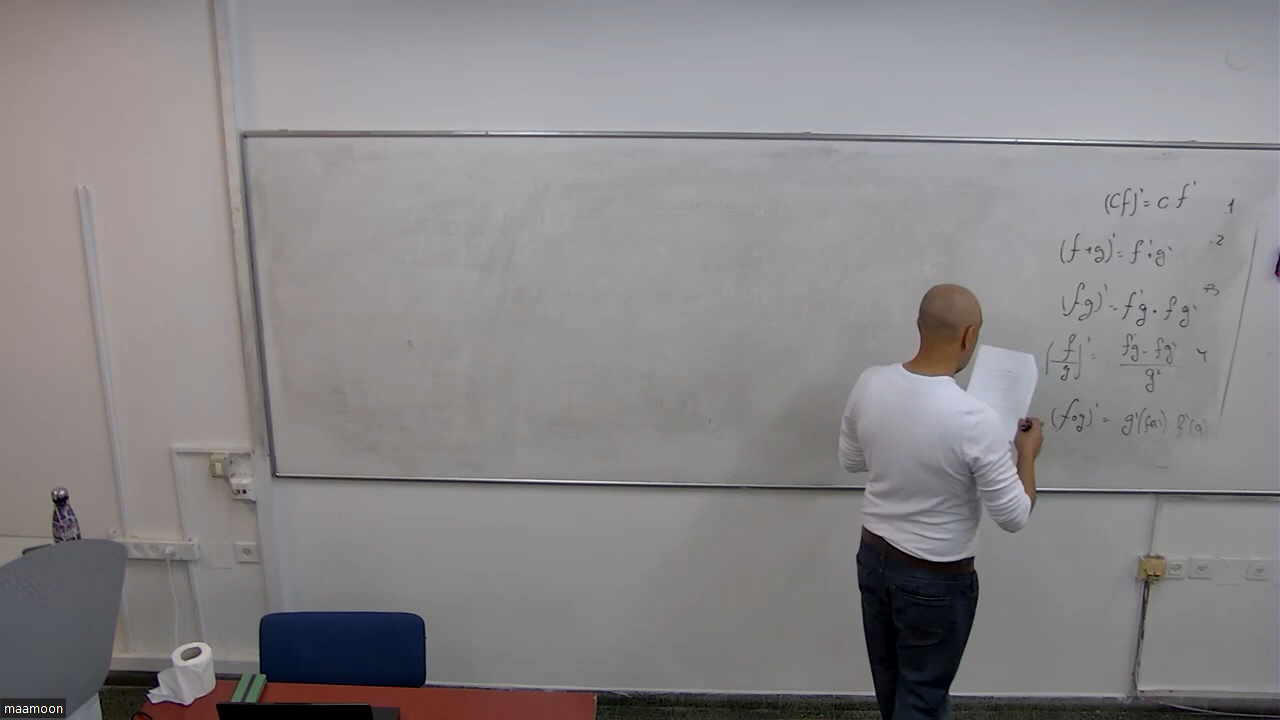 (cf)' = c f' .1
(f+g)' = f'+g' .2
(fg)' = f'g + fg' .3
(f/g)' = f'g - fg' / g² 4
(f∘g)' = g'(f(x)) f'(x)
maamoon